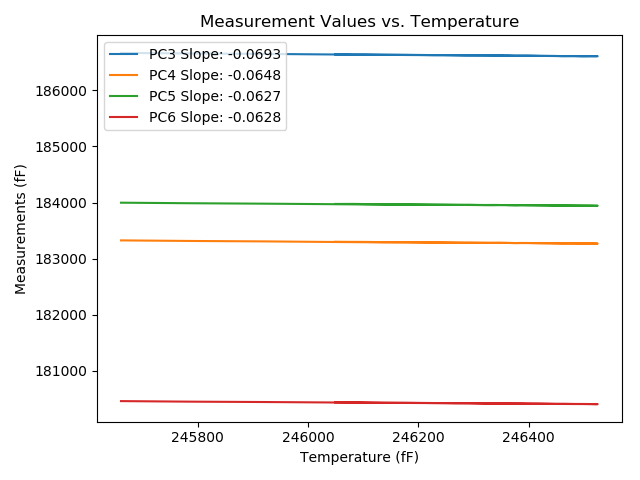 Measurement Values vs. Temperature
PC3 Slope: -0.0693
PC4 Slope: -0.0648
PC5 Slope: -0.0627
PC6 Slope: -0.0628
Measurements (fF)
186000
185000
184000
183000
182000
181000
245800
246000
246200
246400
Temperature (fF)